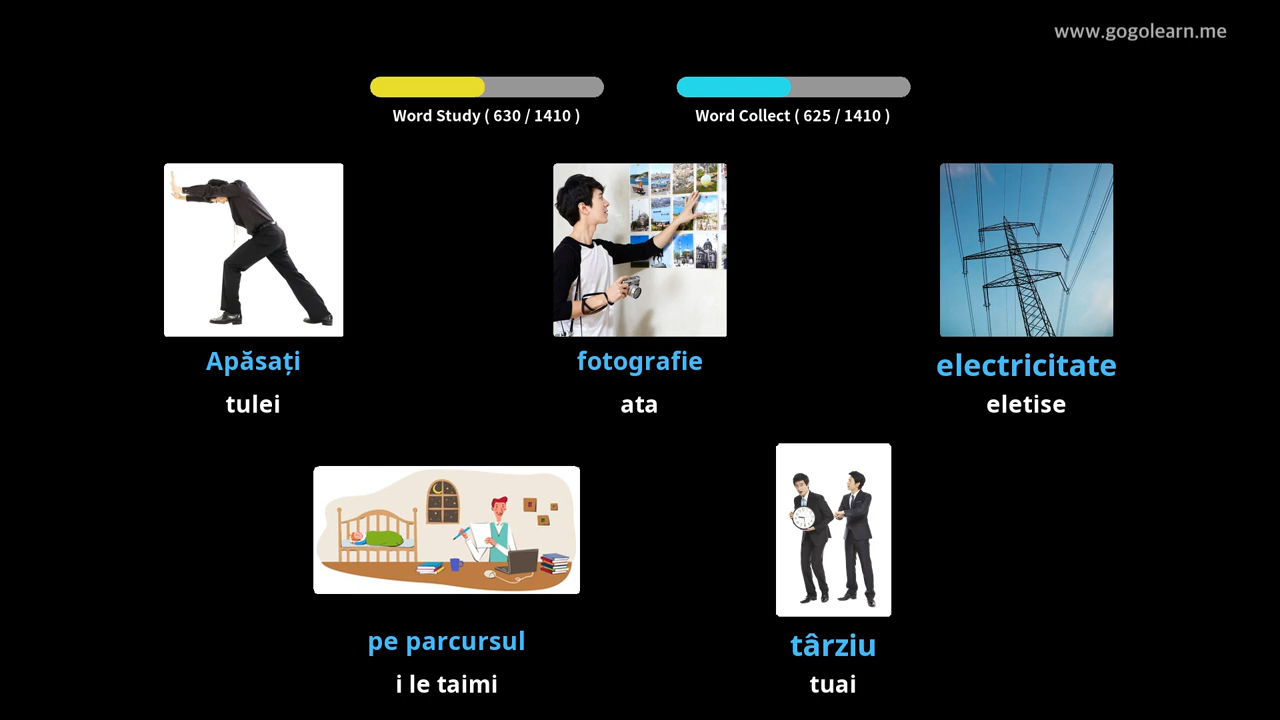 www.gogolearn.me
Word Study ( 630 / 1410 )
Word Collect ( 625 / 1410 )
Apăsați
fotografie
electricitate
tulei
ata
eletise
pe parcursul
târziu
i le taimi
tuai